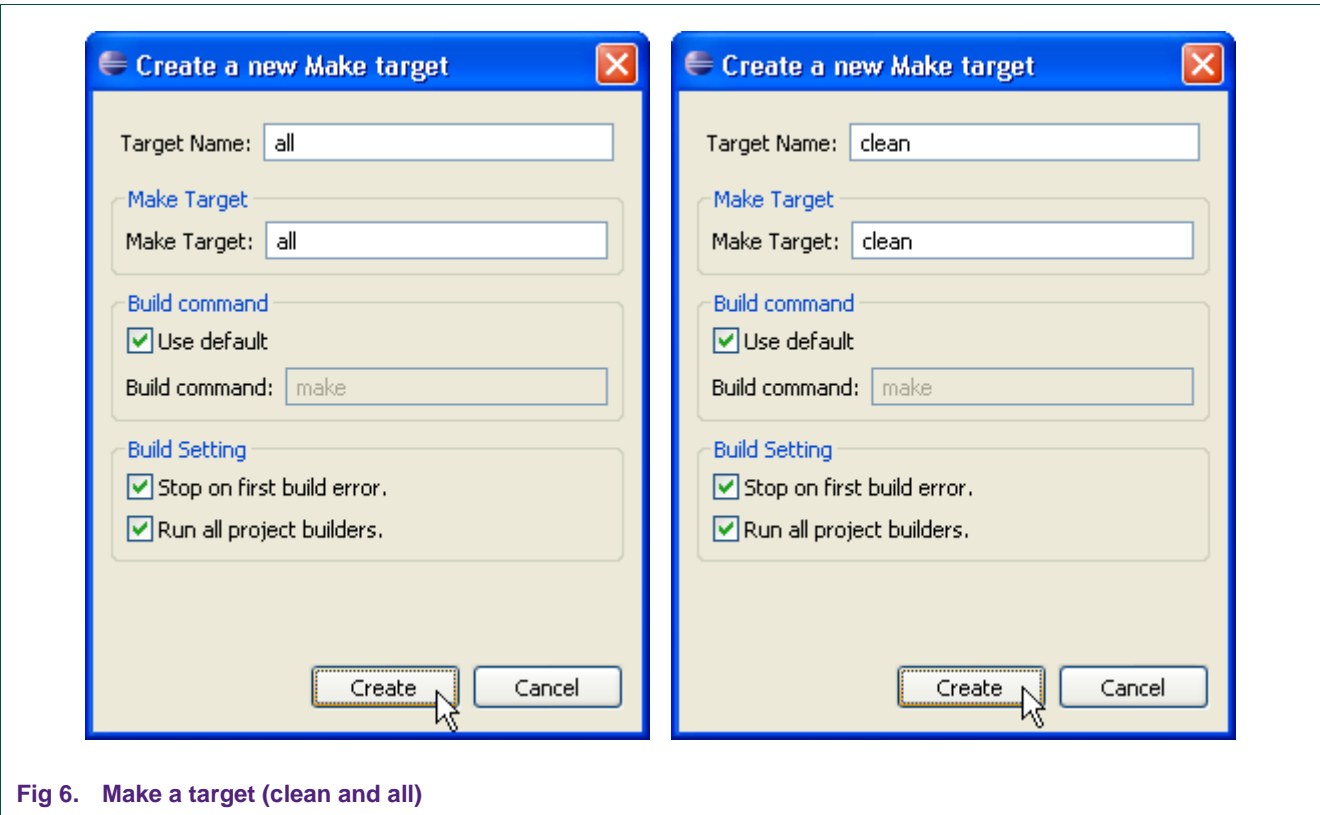 Create a new Make target
Target Name: all
Make Target
Make Target: all
Build command
Use default
Build command: make
Build Setting
Stop on first build error.
Run all project builders.
Create Cancel
Create a new Make target
Target Name: clean
Make Target
Make Target: clean
Build command
Use default
Build command: make
Build Setting
Stop on first build error.
Run all project builders.
Create Cancel
Fig 6. Make a target (clean and all)